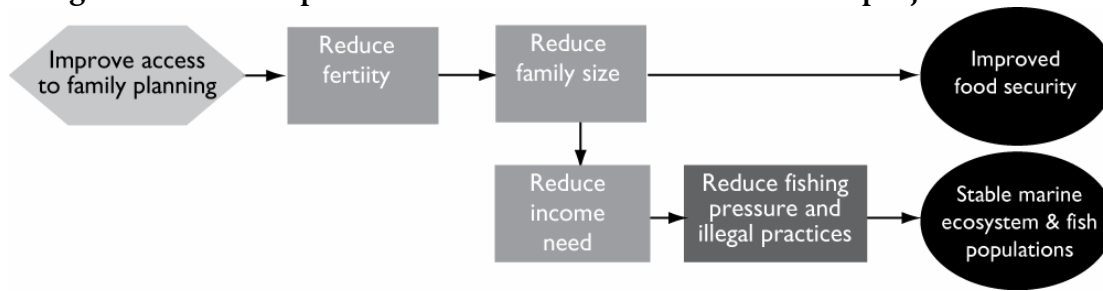 Improve access
to family planning
Reduce
fertiity
Reduce
family size
Improved
food security
Reduce
income
need
Reduce fishing
pressure and
illegal practices
Stable marine
ecosystem & fish
populations